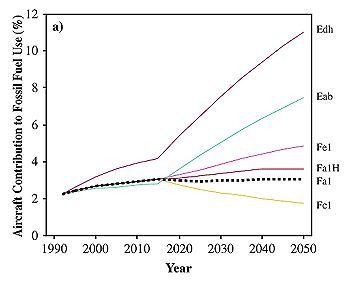 a)
Aircraft Contribution to Fossil Fuel Use (%)
12
10
8
6
4
2
0
Edh
Eab
Fe1
Fa1H
Fa1
Fc1
1990 2000 2010 2020 2030 2040 2050
Year